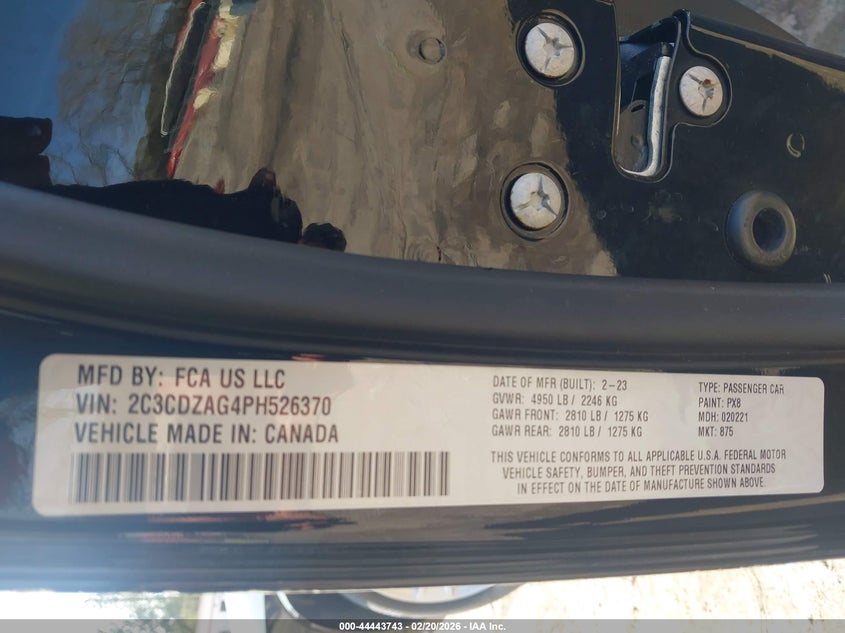 MFD BY: FCA US LLC
VIN: 2C3CDZAG4PH526370
VEHICLE MADE IN: CANADA
DATE OF MFR (BUILT): 2-23
GVWR: 4950 LB / 2246 KG
GAWR FRONT: 2810 LB / 1275 KG
GAWR REAR: 2810 LB / 1275 KG
TYPE: PASSENGER CAR
PAINT: PX8
MDH: 020221
MKT: 875
THIS VEHICLE CONFORMS TO ALL APPLICABLE U.S.A. FEDERAL MOTOR
VEHICLE SAFETY, BUMPER, AND THEFT PREVENTION STANDARDS
IN EFFECT ON THE DATE OF MANUFACTURE SHOWN ABOVE.
000-44443743 - 02/20/2026 - IAA Inc.